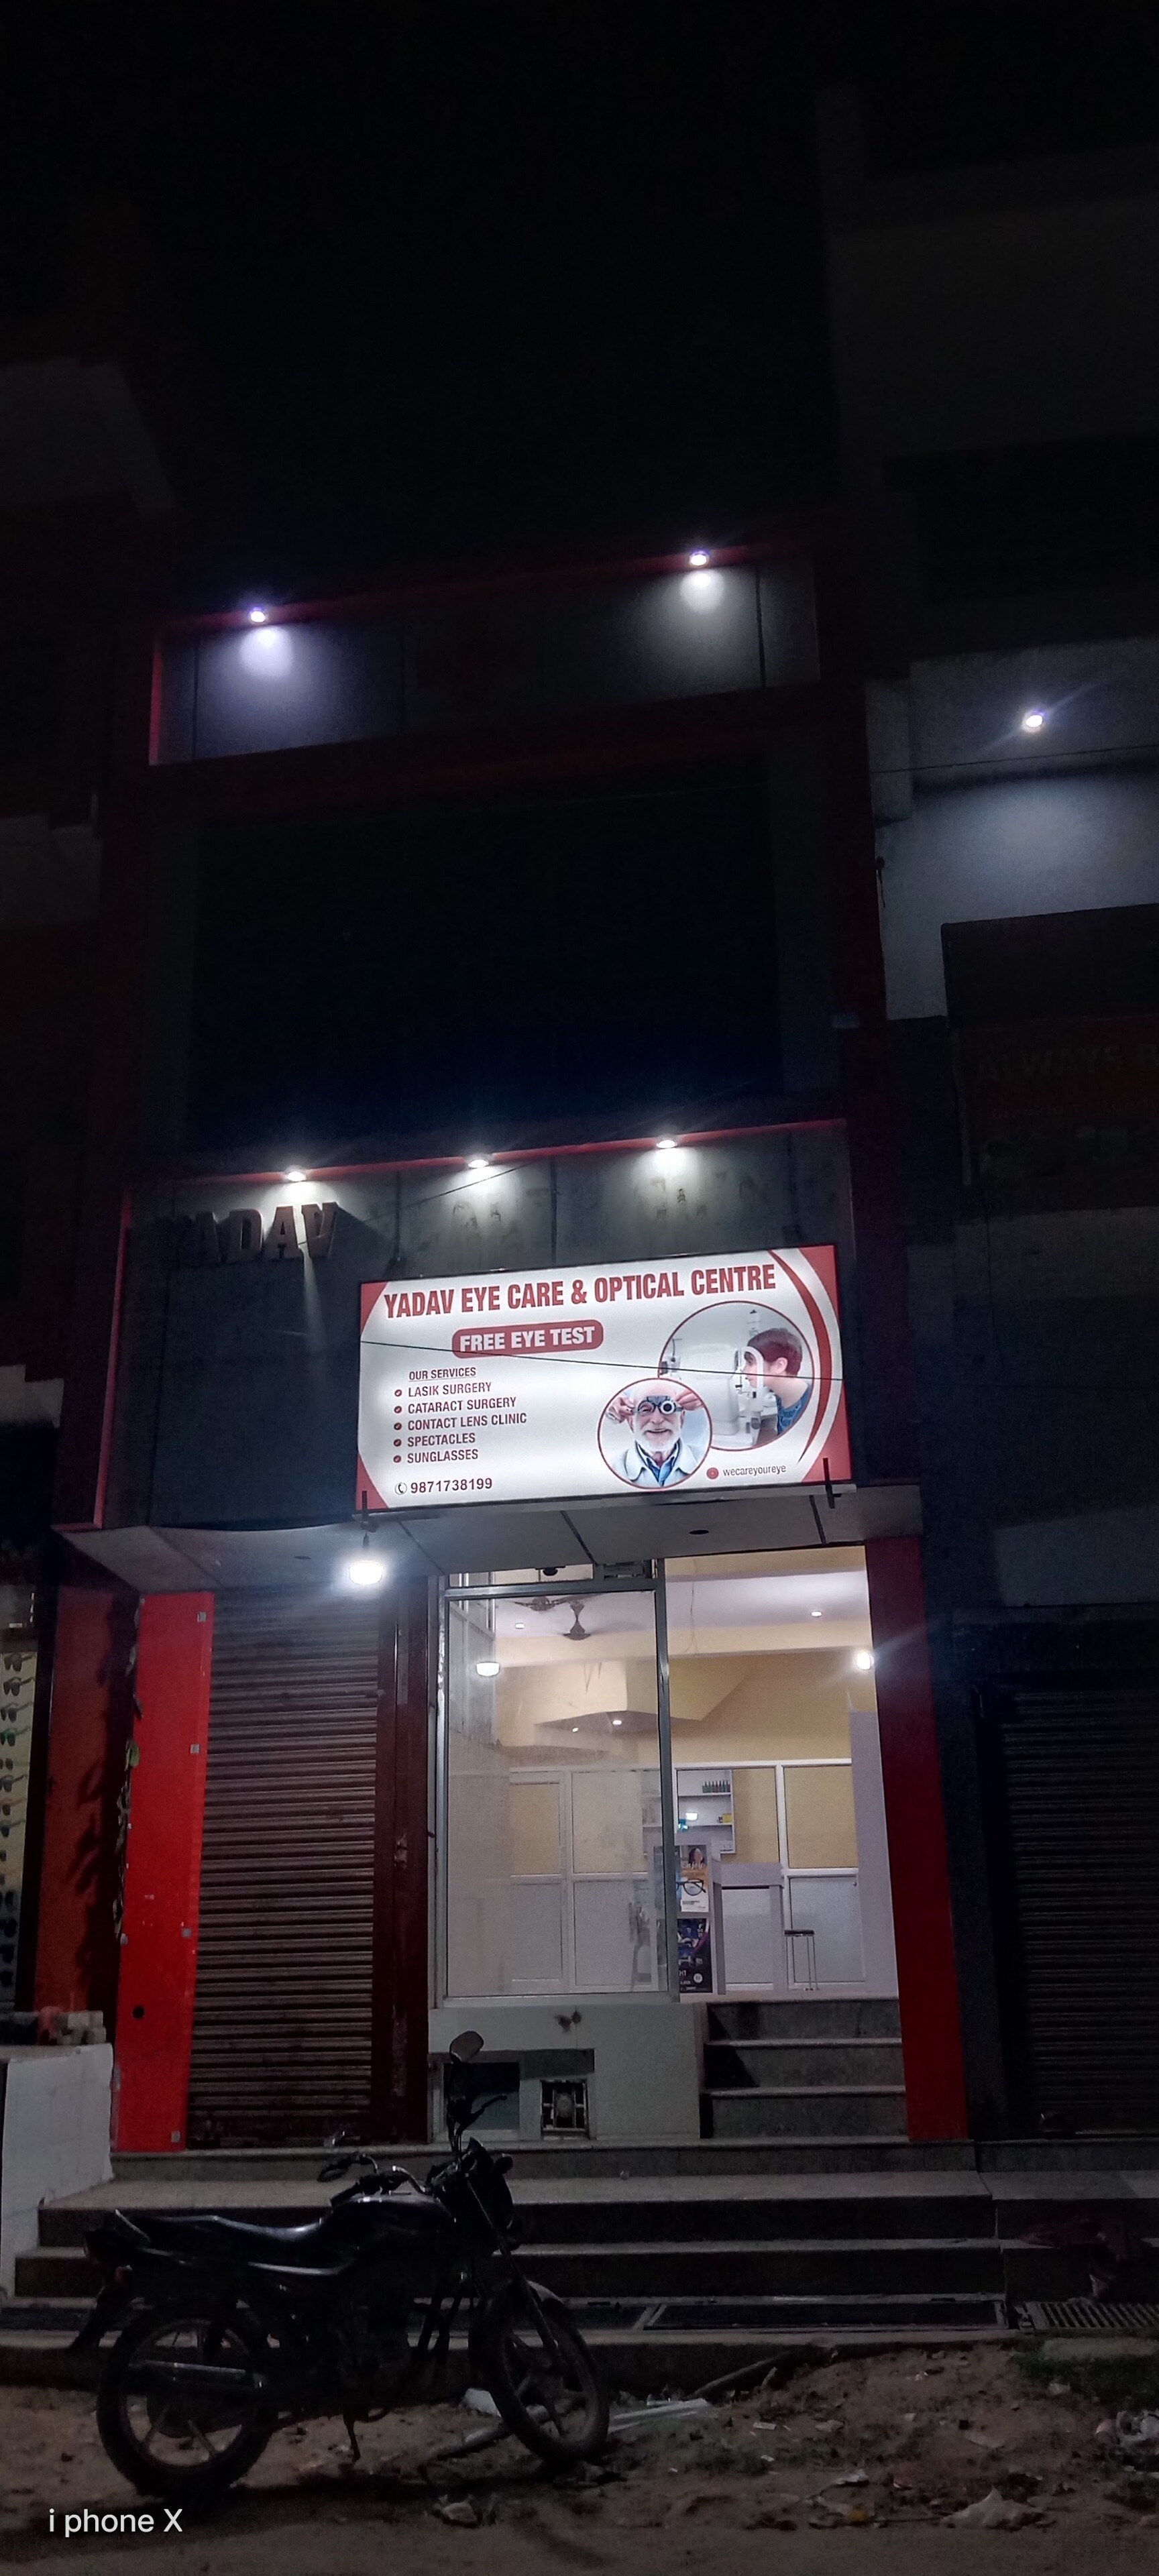 ALWAYS
YADAV
YADAV EYE CARE & OPTICAL CENTRE
FREE EYE TEST
OUR SERVICES
LASIK SURGERY
CATARACT SURGERY
CONTACT LENS CLINIC
SPECTACLES
SUNGLASSES
9871738199
wecareyoureye
i phone X